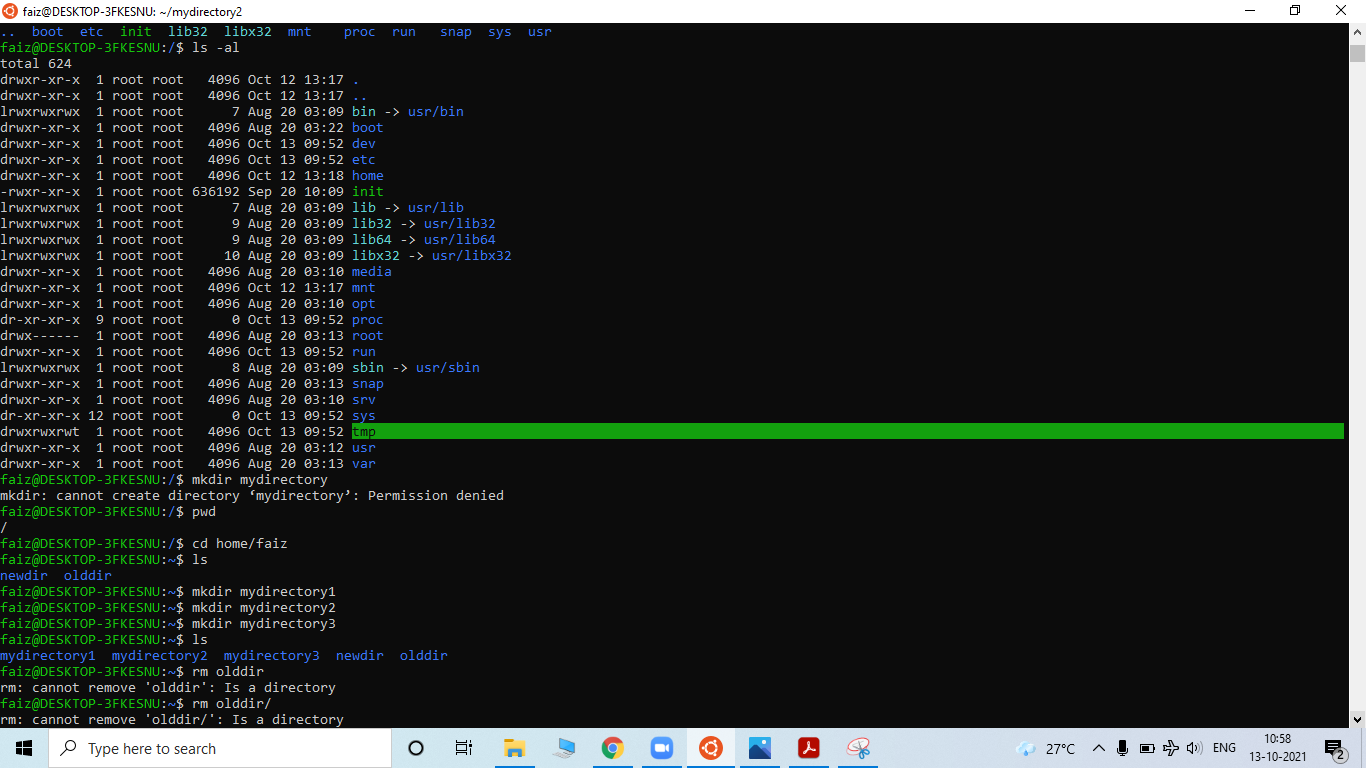 faiz@DESKTOP-3FKESNU: ~/mydirectory2
..  boot  etc  init  lib32  libx32  mnt    proc  run   snap  sys  usr
faiz@DESKTOP-3FKESNU:/$ ls -al
total 624
drwxr-xr-x  1 root root   4096 Oct 12 13:17 .
drwxr-xr-x  1 root root   4096 Oct 12 13:17 ..
lrwxrwxrwx  1 root root      7 Aug 20 03:09 bin -> usr/bin
drwxr-xr-x  1 root root   4096 Aug 20 03:22 boot
drwxr-xr-x  1 root root   4096 Oct 13 09:52 dev
drwxr-xr-x  1 root root   4096 Oct 13 09:52 etc
drwxr-xr-x  1 root root   4096 Oct 12 13:18 home
-rwxr-xr-x  1 root root 636192 Sep 20 10:09 init
lrwxrwxrwx  1 root root      7 Aug 20 03:09 lib -> usr/lib
lrwxrwxrwx  1 root root      9 Aug 20 03:09 lib32 -> usr/lib32
lrwxrwxrwx  1 root root      9 Aug 20 03:09 lib64 -> usr/lib64
lrwxrwxrwx  1 root root     10 Aug 20 03:09 libx32 -> usr/libx32
drwxr-xr-x  1 root root   4096 Aug 20 03:10 media
drwxr-xr-x  1 root root   4096 Oct 12 13:17 mnt
drwxr-xr-x  1 root root   4096 Aug 20 03:10 opt
dr-xr-xr-x  9 root root      0 Oct 13 09:52 proc
drwx------  1 root root   4096 Aug 20 03:13 root
drwxr-xr-x  1 root root   4096 Oct 13 09:52 run
lrwxrwxrwx  1 root root      8 Aug 20 03:09 sbin -> usr/sbin
drwxr-xr-x  1 root root   4096 Aug 20 03:13 snap
drwxr-xr-x  1 root root   4096 Aug 20 03:10 srv
dr-xr-xr-x 12 root root      0 Oct 13 09:52 sys
drwxrwxrwt  1 root root   4096 Oct 13 09:52 tmp
drwxr-xr-x  1 root root   4096 Aug 20 03:12 usr
drwxr-xr-x  1 root root   4096 Aug 20 03:13 var
faiz@DESKTOP-3FKESNU:/$ mkdir mydirectory
mkdir: cannot create directory ‘mydirectory’: Permission denied
faiz@DESKTOP-3FKESNU:/$ pwd
/
faiz@DESKTOP-3FKESNU:/$ cd home/faiz
faiz@DESKTOP-3FKESNU:~$ ls
newdir  olddir
faiz@DESKTOP-3FKESNU:~$ mkdir mydirectory1
faiz@DESKTOP-3FKESNU:~$ mkdir mydirectory2
faiz@DESKTOP-3FKESNU:~$ mkdir mydirectory3
faiz@DESKTOP-3FKESNU:~$ ls
mydirectory1  mydirectory2  mydirectory3  newdir  olddir
faiz@DESKTOP-3FKESNU:~$ rm olddir
rm: cannot remove 'olddir': Is a directory
faiz@DESKTOP-3FKESNU:~$ rm olddir/
rm: cannot remove 'olddir/': Is a directory
Type here to search
27°C
ENG
10:58
13-10-2021
2